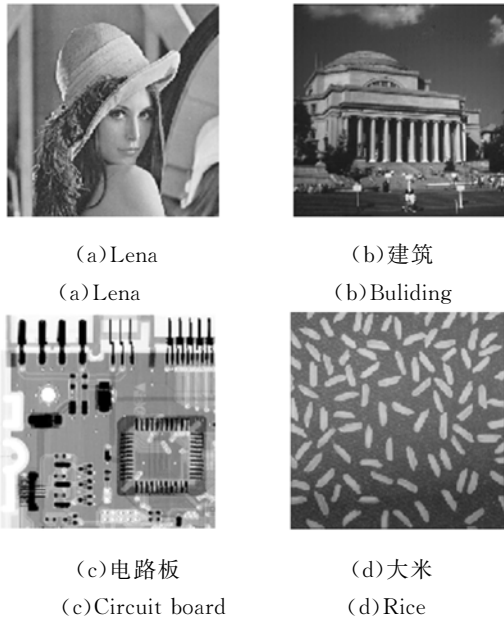 (a)Lena (b)建筑
(a)Lena (b)Buliding
(c)电路板 (d)大米
(c)Circuit board (d)Rice